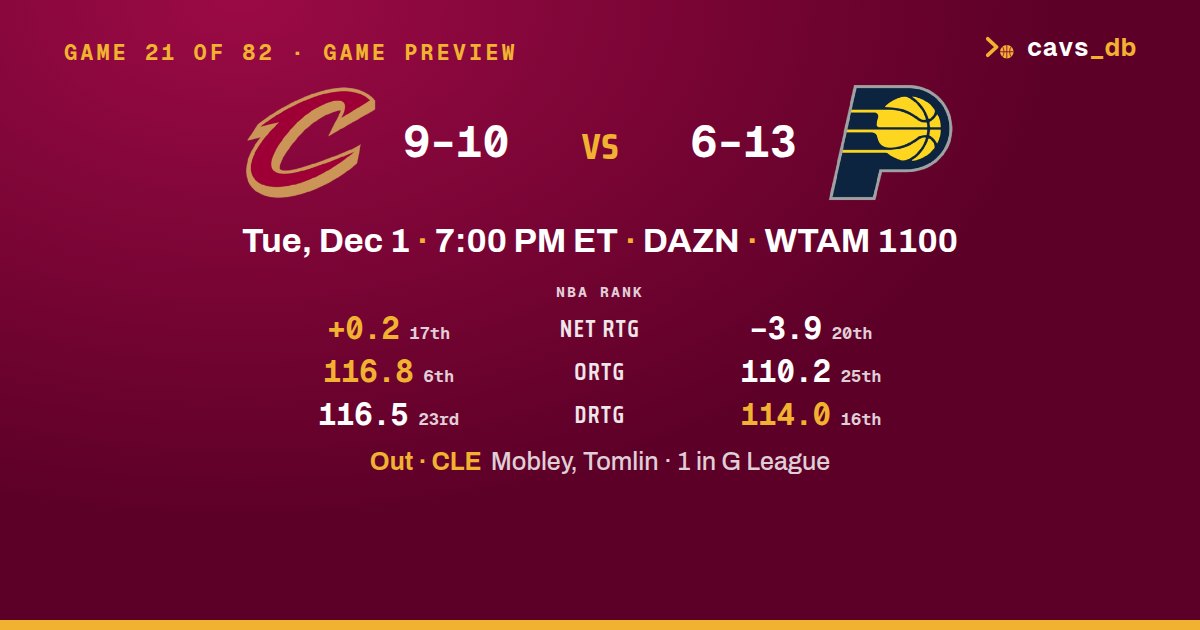 GAME 21 OF 82 · GAME PREVIEW
cavs_db
9–10 VS 6–13
Tue, Dec 1 · 7:00 PM ET · DAZN · WTAM 1100
NBA RANK
+0.2 17th NET RTG –3.9 20th
116.8 6th ORTG 110.2 25th
116.5 23rd DRTG 114.0 16th
Out · CLE Mobley, Tomlin · 1 in G League